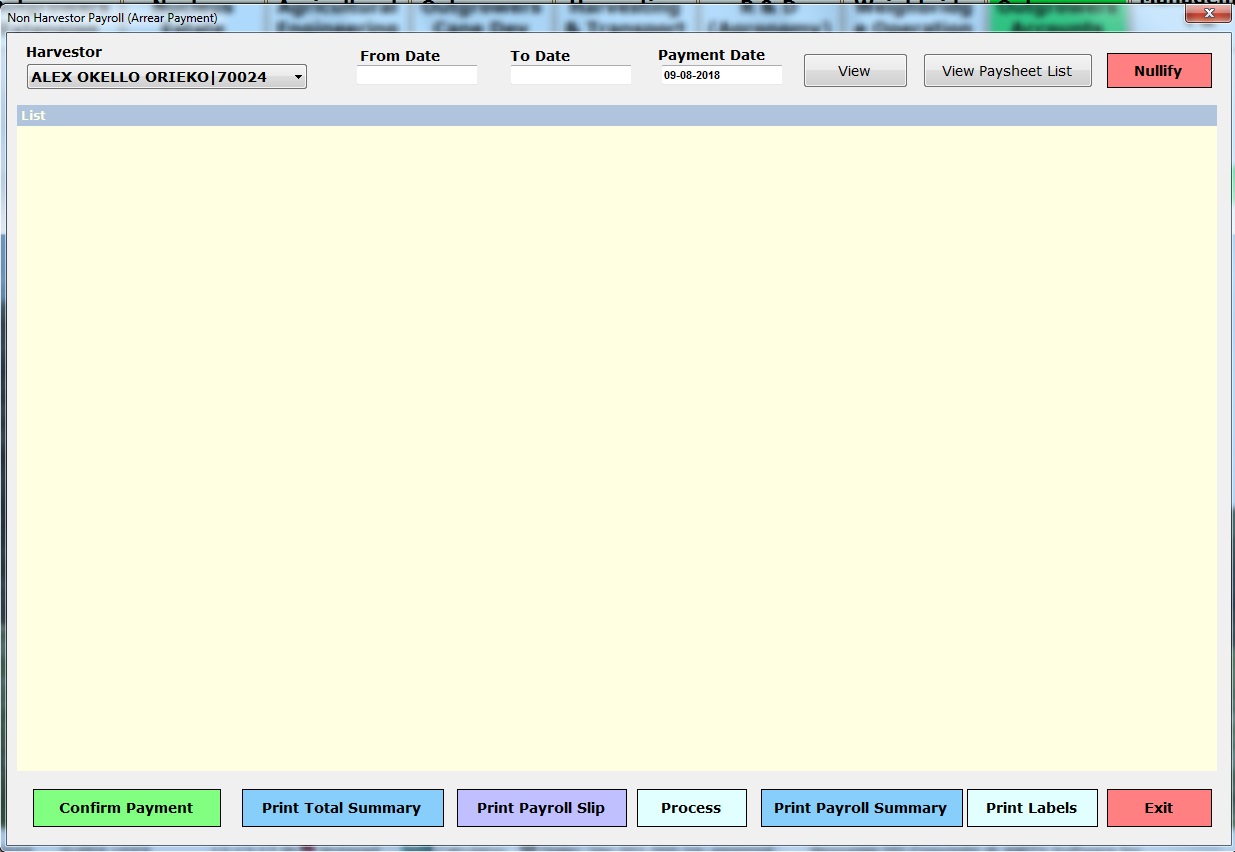 Non Harvestor Payroll (Arrear Payment)
Harvestor
From Date
To Date
Payment Date
ALEX OKELLO ORIEKO|70024
09-08-2018
View
View Paysheet List
Nullify
List
Confirm Payment
Print Total Summary
Print Payroll Slip
Process
Print Payroll Summary
Print Labels
Exit